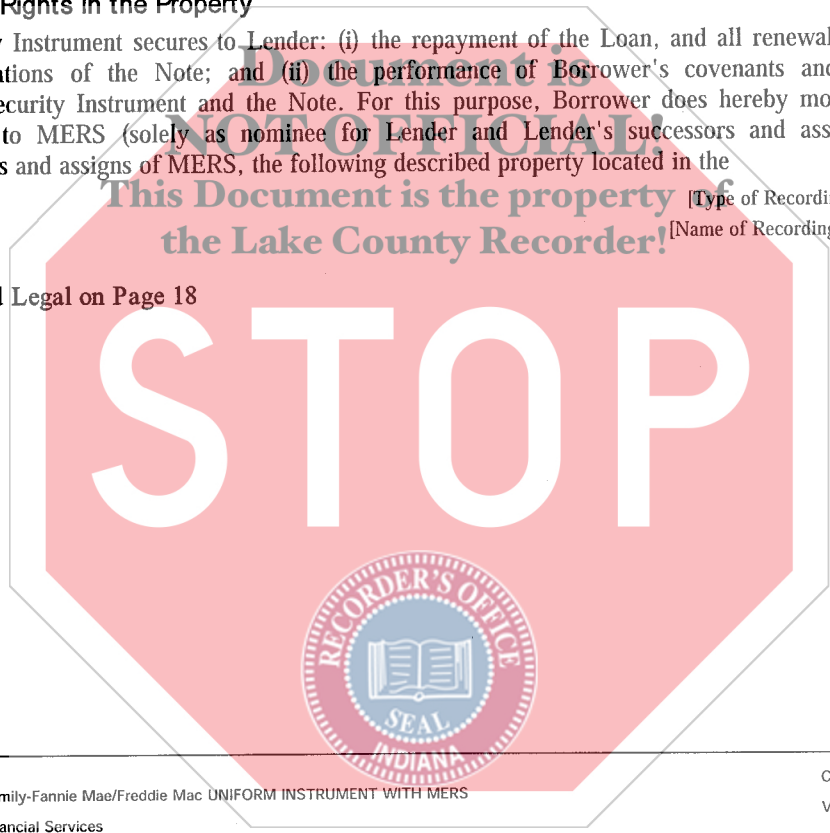 Rights in the Property
Instrument secures to Lender: (i) the repayment of the Loan, and all renewal
of the Note; and (ii) the performance of Borrower's covenants and
Security Instrument and the Note. For this purpose, Borrower does hereby mo
to MERS (solely as nominee for Lender and Lender's successors and ass
s and assigns of MERS, the following described property located in the
Document is
NOT OFFICIAL!
This Document is the property of
the Lake County Recorder!
[Type of Recordin
[Name of Recording
Legal on Page 18
STOP
RECORDER'S OFFICE
SEAL
INDIANA
mily-Fannie Mae/Freddie Mac UNIFORM INSTRUMENT WITH MERS
ancial Services